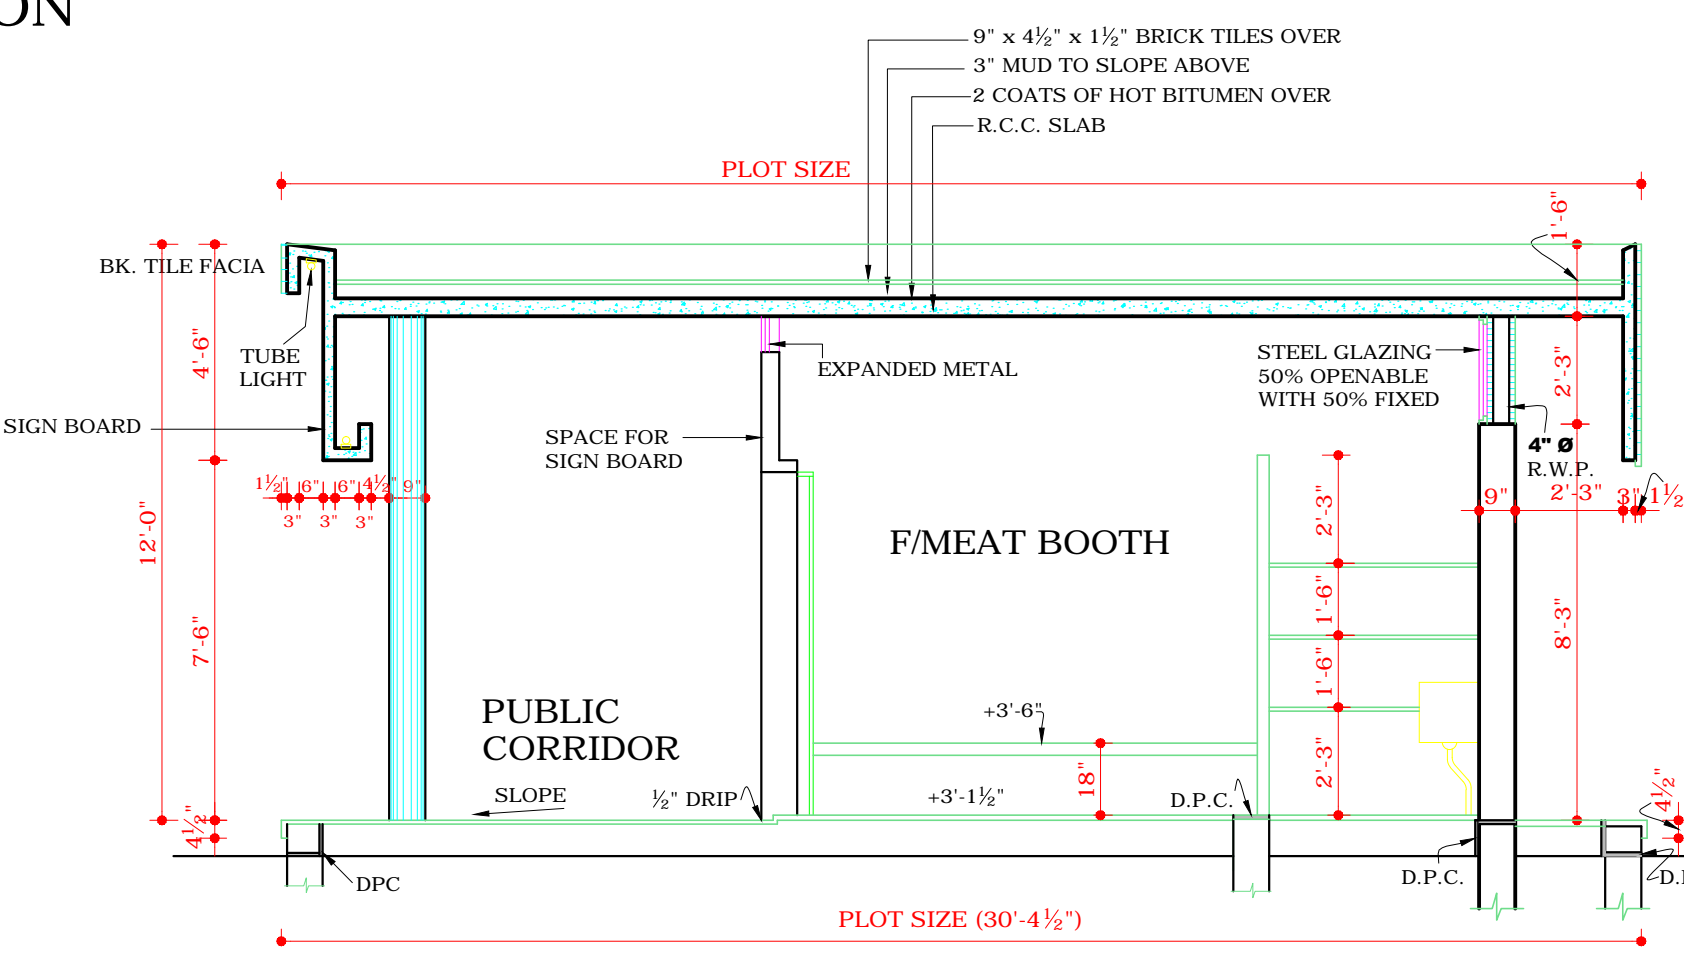 ON
9" x 4½" x 1½" BRICK TILES OVER
3" MUD TO SLOPE ABOVE
2 COATS OF HOT BITUMEN OVER
R.C.C. SLAB
PLOT SIZE
1'-6"
BK. TILE FACIA
4'-6"
TUBE
LIGHT
EXPANDED METAL
STEEL GLAZING
50% OPENABLE
WITH 50% FIXED
2'-3"
SIGN BOARD
SPACE FOR
SIGN BOARD
4" Ø
R.W.P.
1½" 6" 6" 4½" 9"
3" 3" 3"
2'-3"
9" 2'-3" 3" 1½
12'-0"
F/MEAT BOOTH
1'-6"
8'-3"
7'-6"
1'-6"
PUBLIC
CORRIDOR
+3'-6"
18"
2'-3"
SLOPE
½" DRIP
+3'-1½"
D.P.C.
4½"
4½"
DPC
D.P.C.
PLOT SIZE (30'-4½")